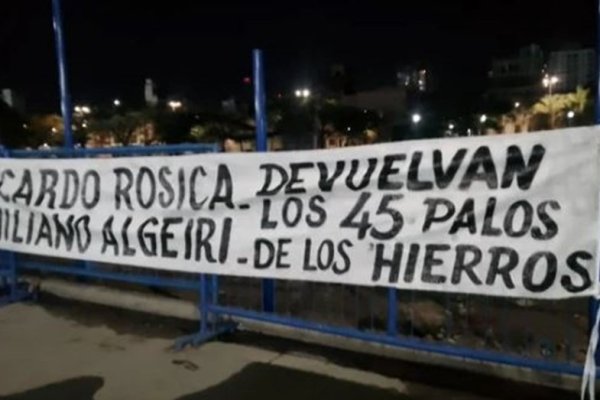 CARDO ROSICA - DEVUELVAN
ILIANO ALGEIRI - LOS 45 PALOS
DE LOS HIERROS